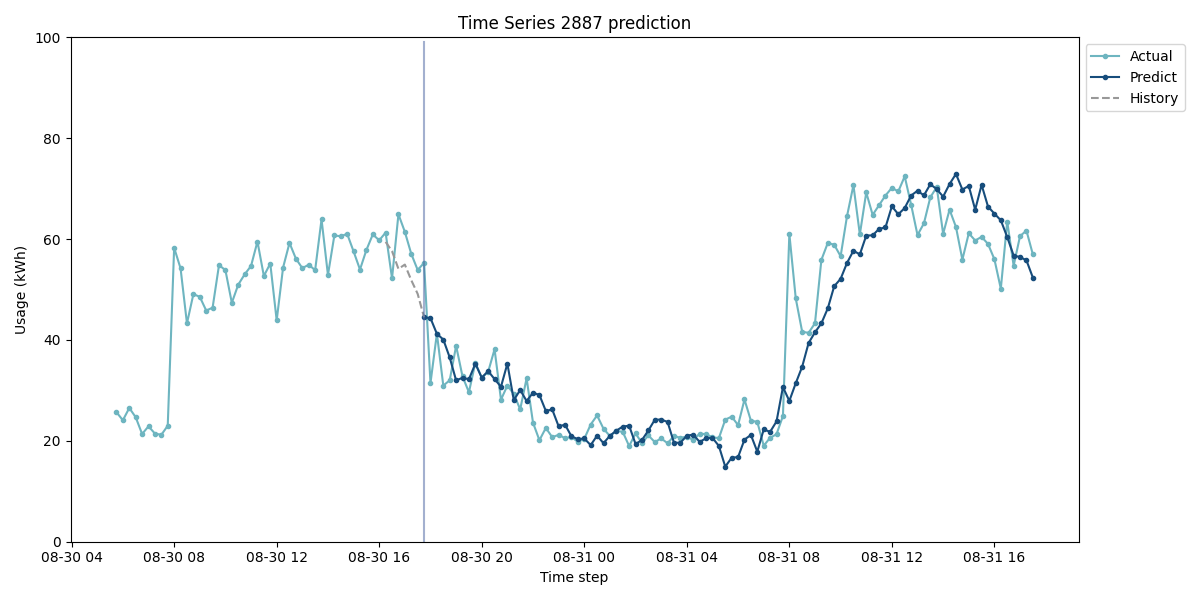 Time Series 2887 prediction
Usage (kWh)
100
80
60
40
20
0
08-30 04
08-30 08
08-30 12
08-30 16
08-30 20
08-31 00
08-31 04
08-31 08
08-31 12
08-31 16
Time step
Actual
Predict
History